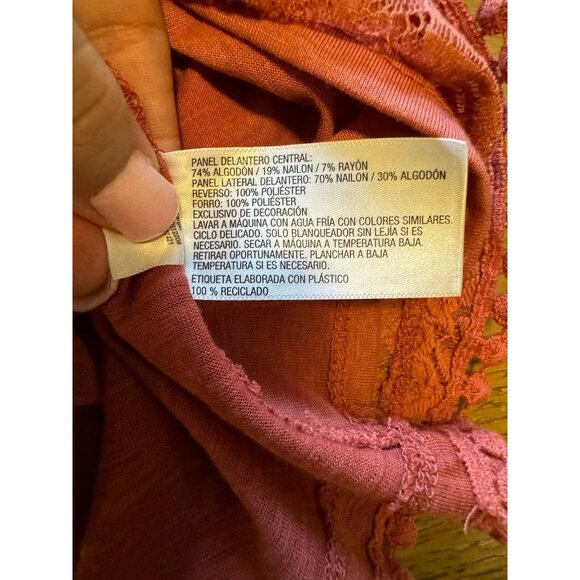 PANEL DELANTERO CENTRAL:
74% ALGODÓN / 19% NAILON / 7% RAYÓN
PANEL LATERAL DELANTERO: 70% NAILON / 30% ALGODÓN
REVERSO: 100% POLIÉSTER
FORRO: 100% POLIÉSTER
EXCLUSIVO DE DECORACIÓN
LAVAR A MÁQUINA CON AGUA FRÍA CON COLORES SIMILARES.
CICLO DELICADO. SOLO BLANQUEADOR SIN LEJÍA SI ES
NECESARIO. SECAR A MÁQUINA A TEMPERATURA BAJA.
RETIRAR OPORTUNAMENTE. PLANCHAR A BAJA
TEMPERATURA SI ES NECESARIO.
ETIQUETA ELABORADA CON PLÁSTICO
100 % RECICLADO